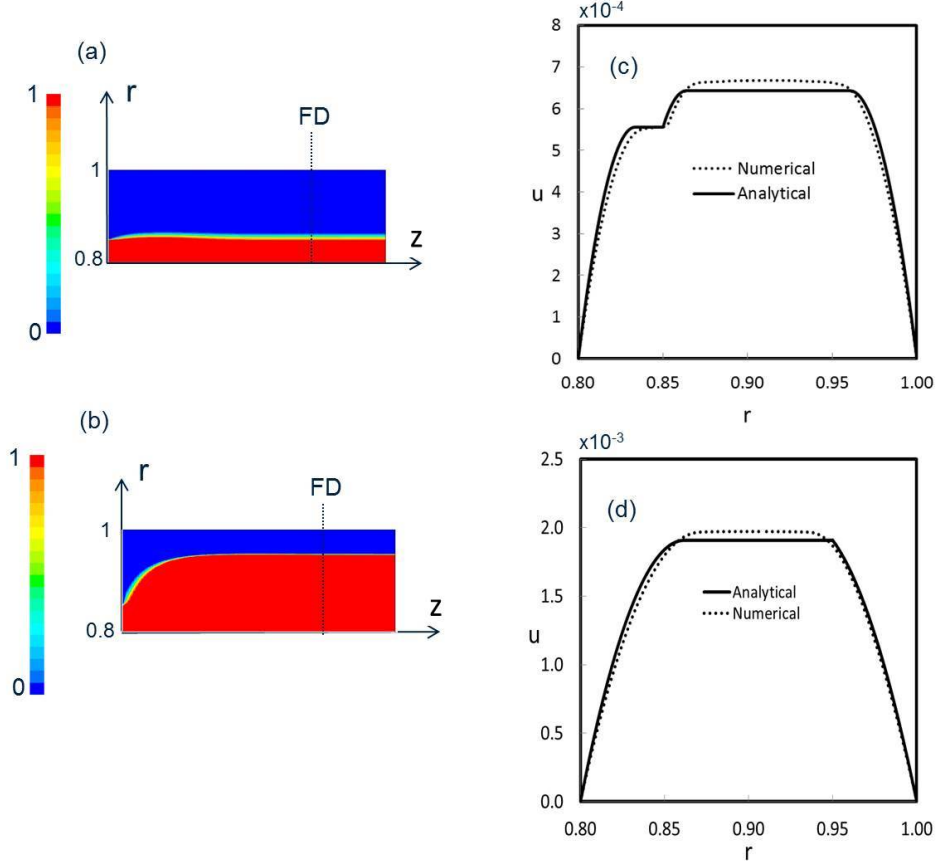 (a)
r
1
FD
1
0.8
z
0
(b)
1
r
FD
1
z
0.8
0
x10-4
8
(c)
7
6
5
Numerical
u
4
Analytical
3
2
1
0
0.80 0.85 0.90 0.95 1.00
r
x10-3
2.5
(d)
2.0
1.5
Analytical
Numerical
u
1.0
0.5
0.0
0.80 0.85 0.90 0.95 1.00
r